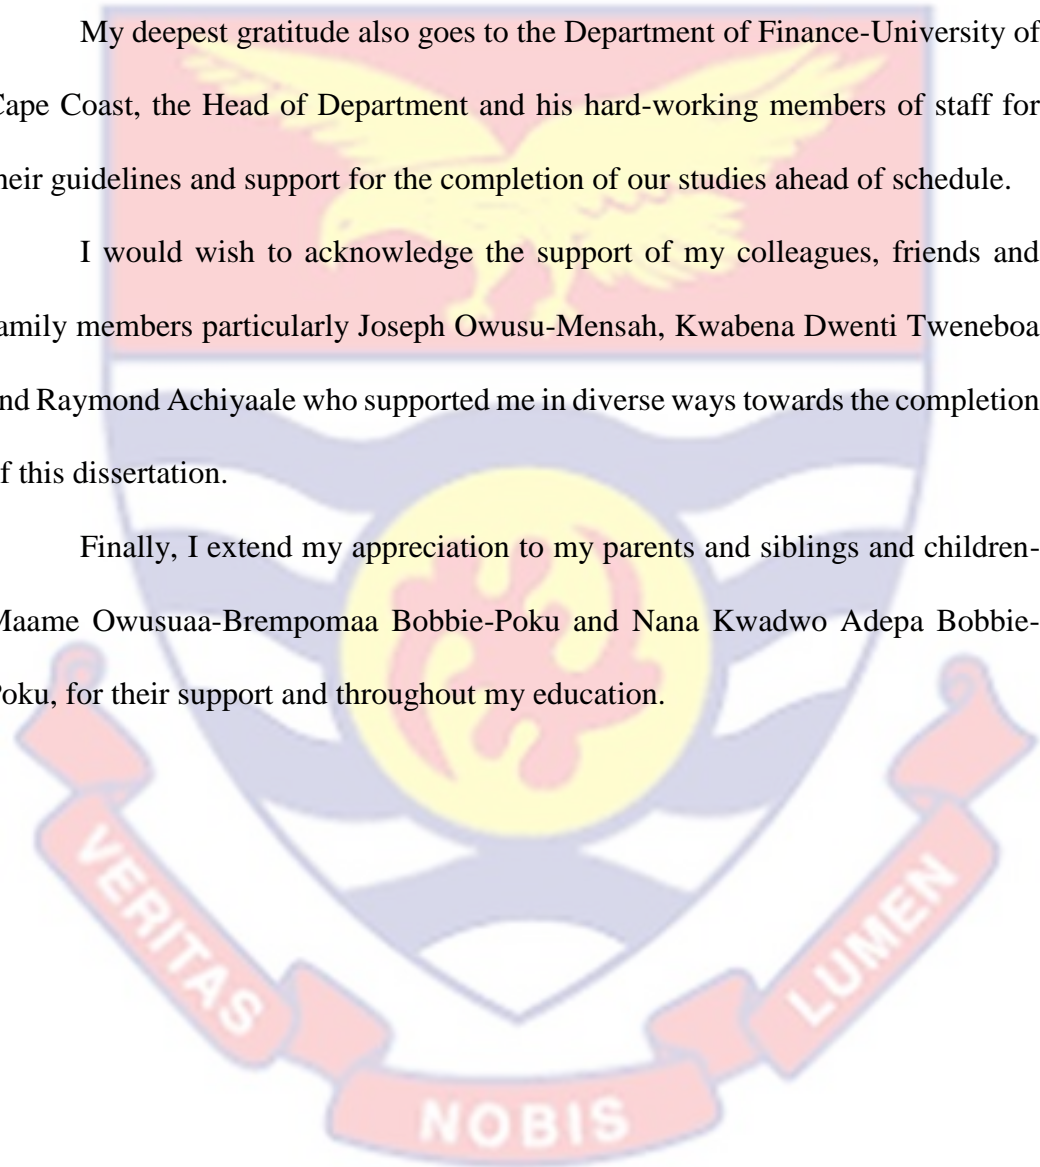 My deepest gratitude also goes to the Department of Finance-University of
Cape Coast, the Head of Department and his hard-working members of staff for
their guidelines and support for the completion of our studies ahead of schedule.
I would wish to acknowledge the support of my colleagues, friends and
family members particularly Joseph Owusu-Mensah, Kwabena Dwenti Tweneboa
and Raymond Achiyaale who supported me in diverse ways towards the completion
of this dissertation.
Finally, I extend my appreciation to my parents and siblings and children-
Maame Owusuaa-Brempomaa Bobbie-Poku and Nana Kwadwo Adepa Bobbie-
Poku, for their support and throughout my education.
VERITAS
NOBIS
LUMEN